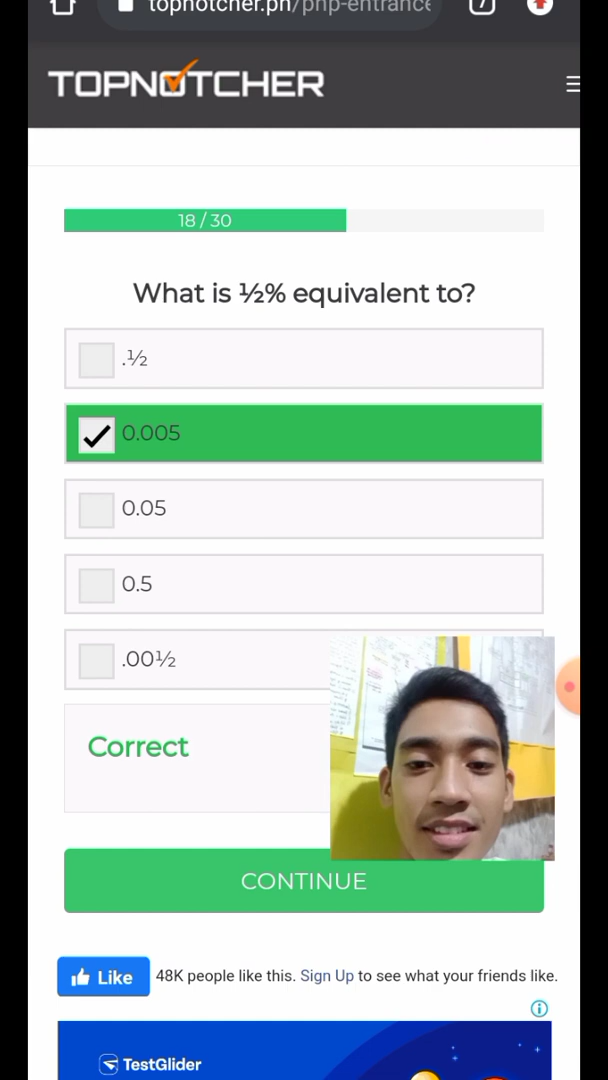 topnotcher.ph/pnp-entrance
7
TOPNOTCHER
18 / 30
What is ½% equivalent to?
.½
0.005
0.05
0.5
.00½
Correct
CONTINUE
Like
48K people like this. Sign Up to see what your friends like.
TestGlider